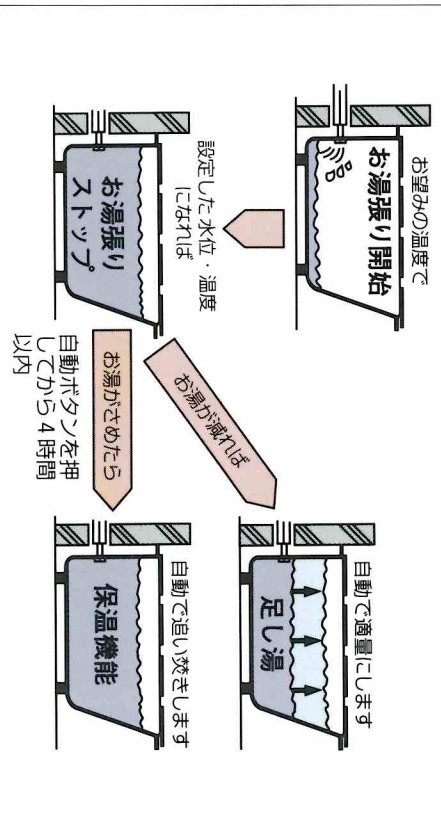 お望みの温度で
お湯張り開始
設定した水位・温度
になれば
お湯張り
ストップ
お湯が減れば
自動で適量にします
足し湯
お湯がさめたら
自動ボタンを押
してから4時間
以内
自動で追い焚きします
保温機能